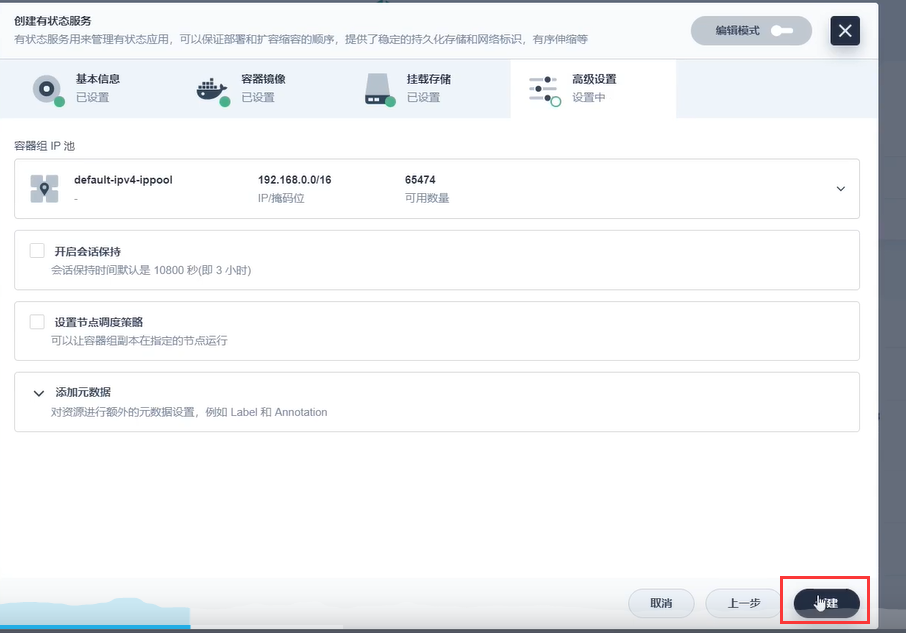 创建有状态服务
有状态服务用来管理有状态应用，可以保证部署和扩容缩容的顺序，提供了稳定的持久化存储和网络标识，有序伸缩等
编辑模式
基本信息
已设置
容器镜像
已设置
挂载存储
已设置
高级设置
设置中
容器组 IP 池
default-ipv4-ippool
-
192.168.0.0/16
IP/掩码位
65474
可用数量
开启会话保持
会话保持时间默认是 10800 秒(即 3 小时)
设置节点调度策略
可以让容器组副本在指定的节点运行
添加元数据
对资源进行额外的元数据设置，例如 Label 和 Annotation
取消
上一步
建